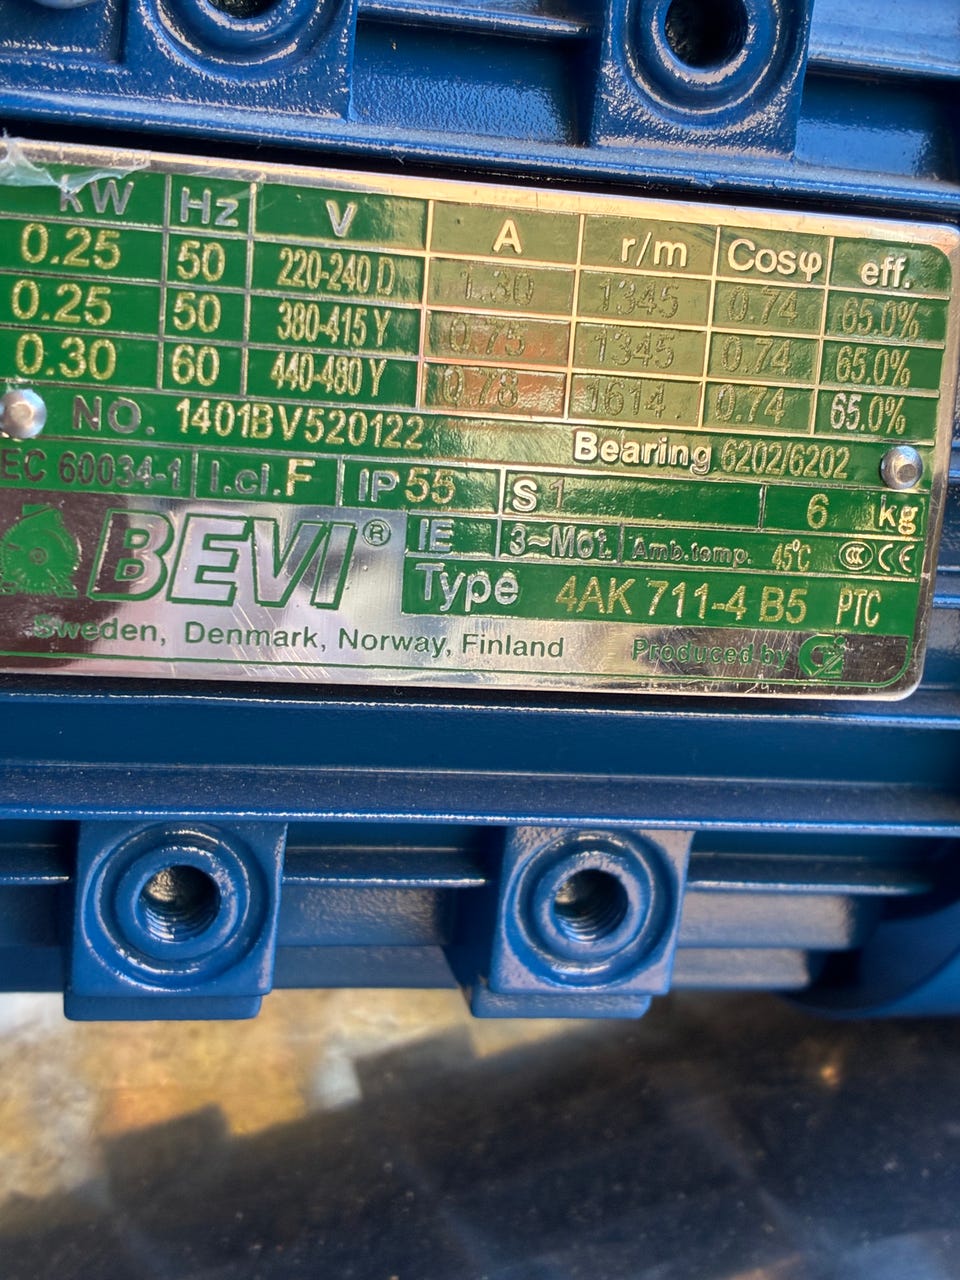 kW Hz V A r/m Cosφ eff.
0.25 50 220-240 D 1.30 1345 0.74 65.0%
0.25 50 380-415 Y 0.75 1345 0.74 65.0%
0.30 60 440-480 Y 0.78 1614 0.74 65.0%
NO. 1401BV520122 Bearing 6202/6202
EC 60034-1 I.cl. F IP 55 S1 6 kg
BEVI® IE 3~Mot. Amb.temp. 45°C CCC CE
Type 4AK 711-4 B5 PTC
Sweden, Denmark, Norway, Finland Produced by